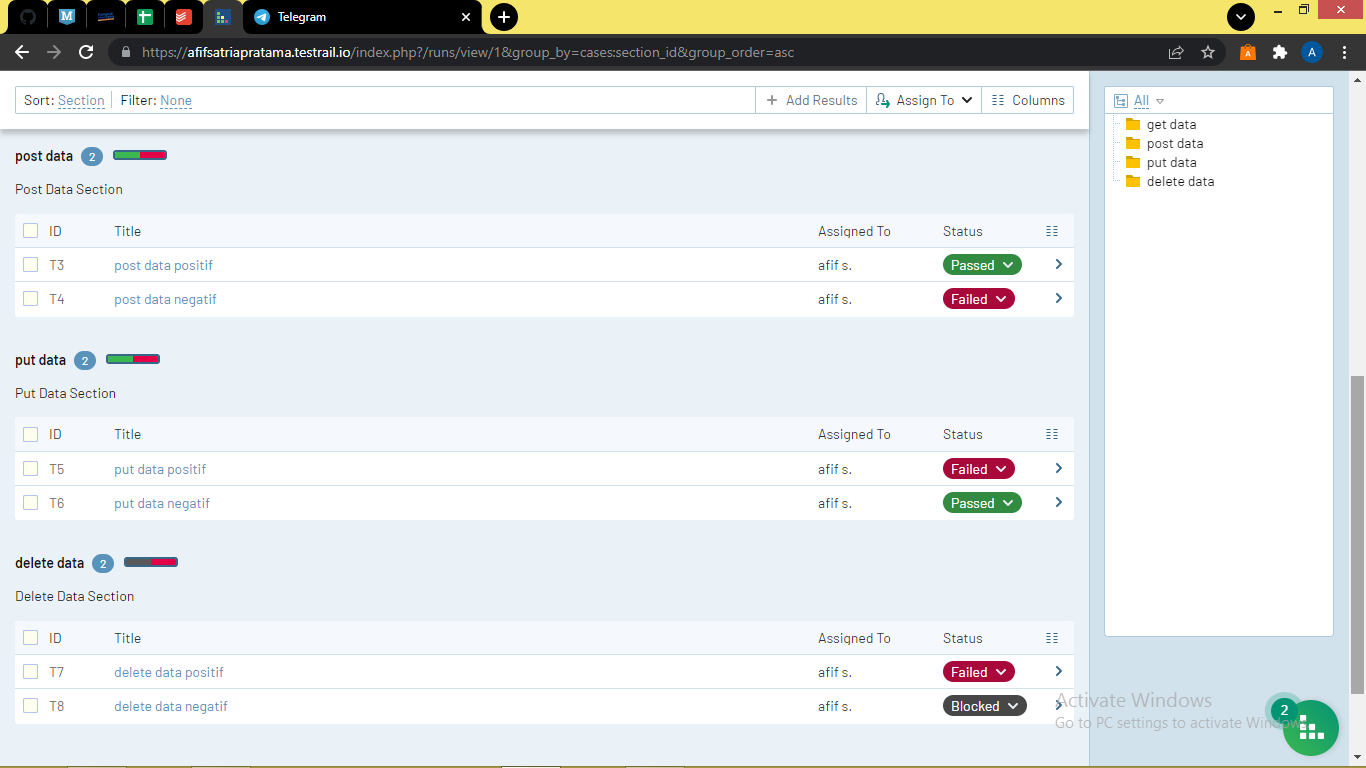 Telegram
https://afifsatriapratama.testrail.io/index.php?/runs/view/1&group_by=cases:section_id&group_order=asc
A
Sort: Section Filter: None
+ Add Results
Assign To
Columns
All
get data
post data
put data
delete data
post data 2
Post Data Section
ID Title Assigned To Status
T3 post data positif afif s. Passed
T4 post data negatif afif s. Failed
put data 2
Put Data Section
ID Title Assigned To Status
T5 put data positif afif s. Failed
T6 put data negatif afif s. Passed
delete data 2
Delete Data Section
ID Title Assigned To Status
T7 delete data positif afif s. Failed
T8 delete data negatif afif s. Blocked
Activate Windows
Go to PC settings to activate Windows.
2